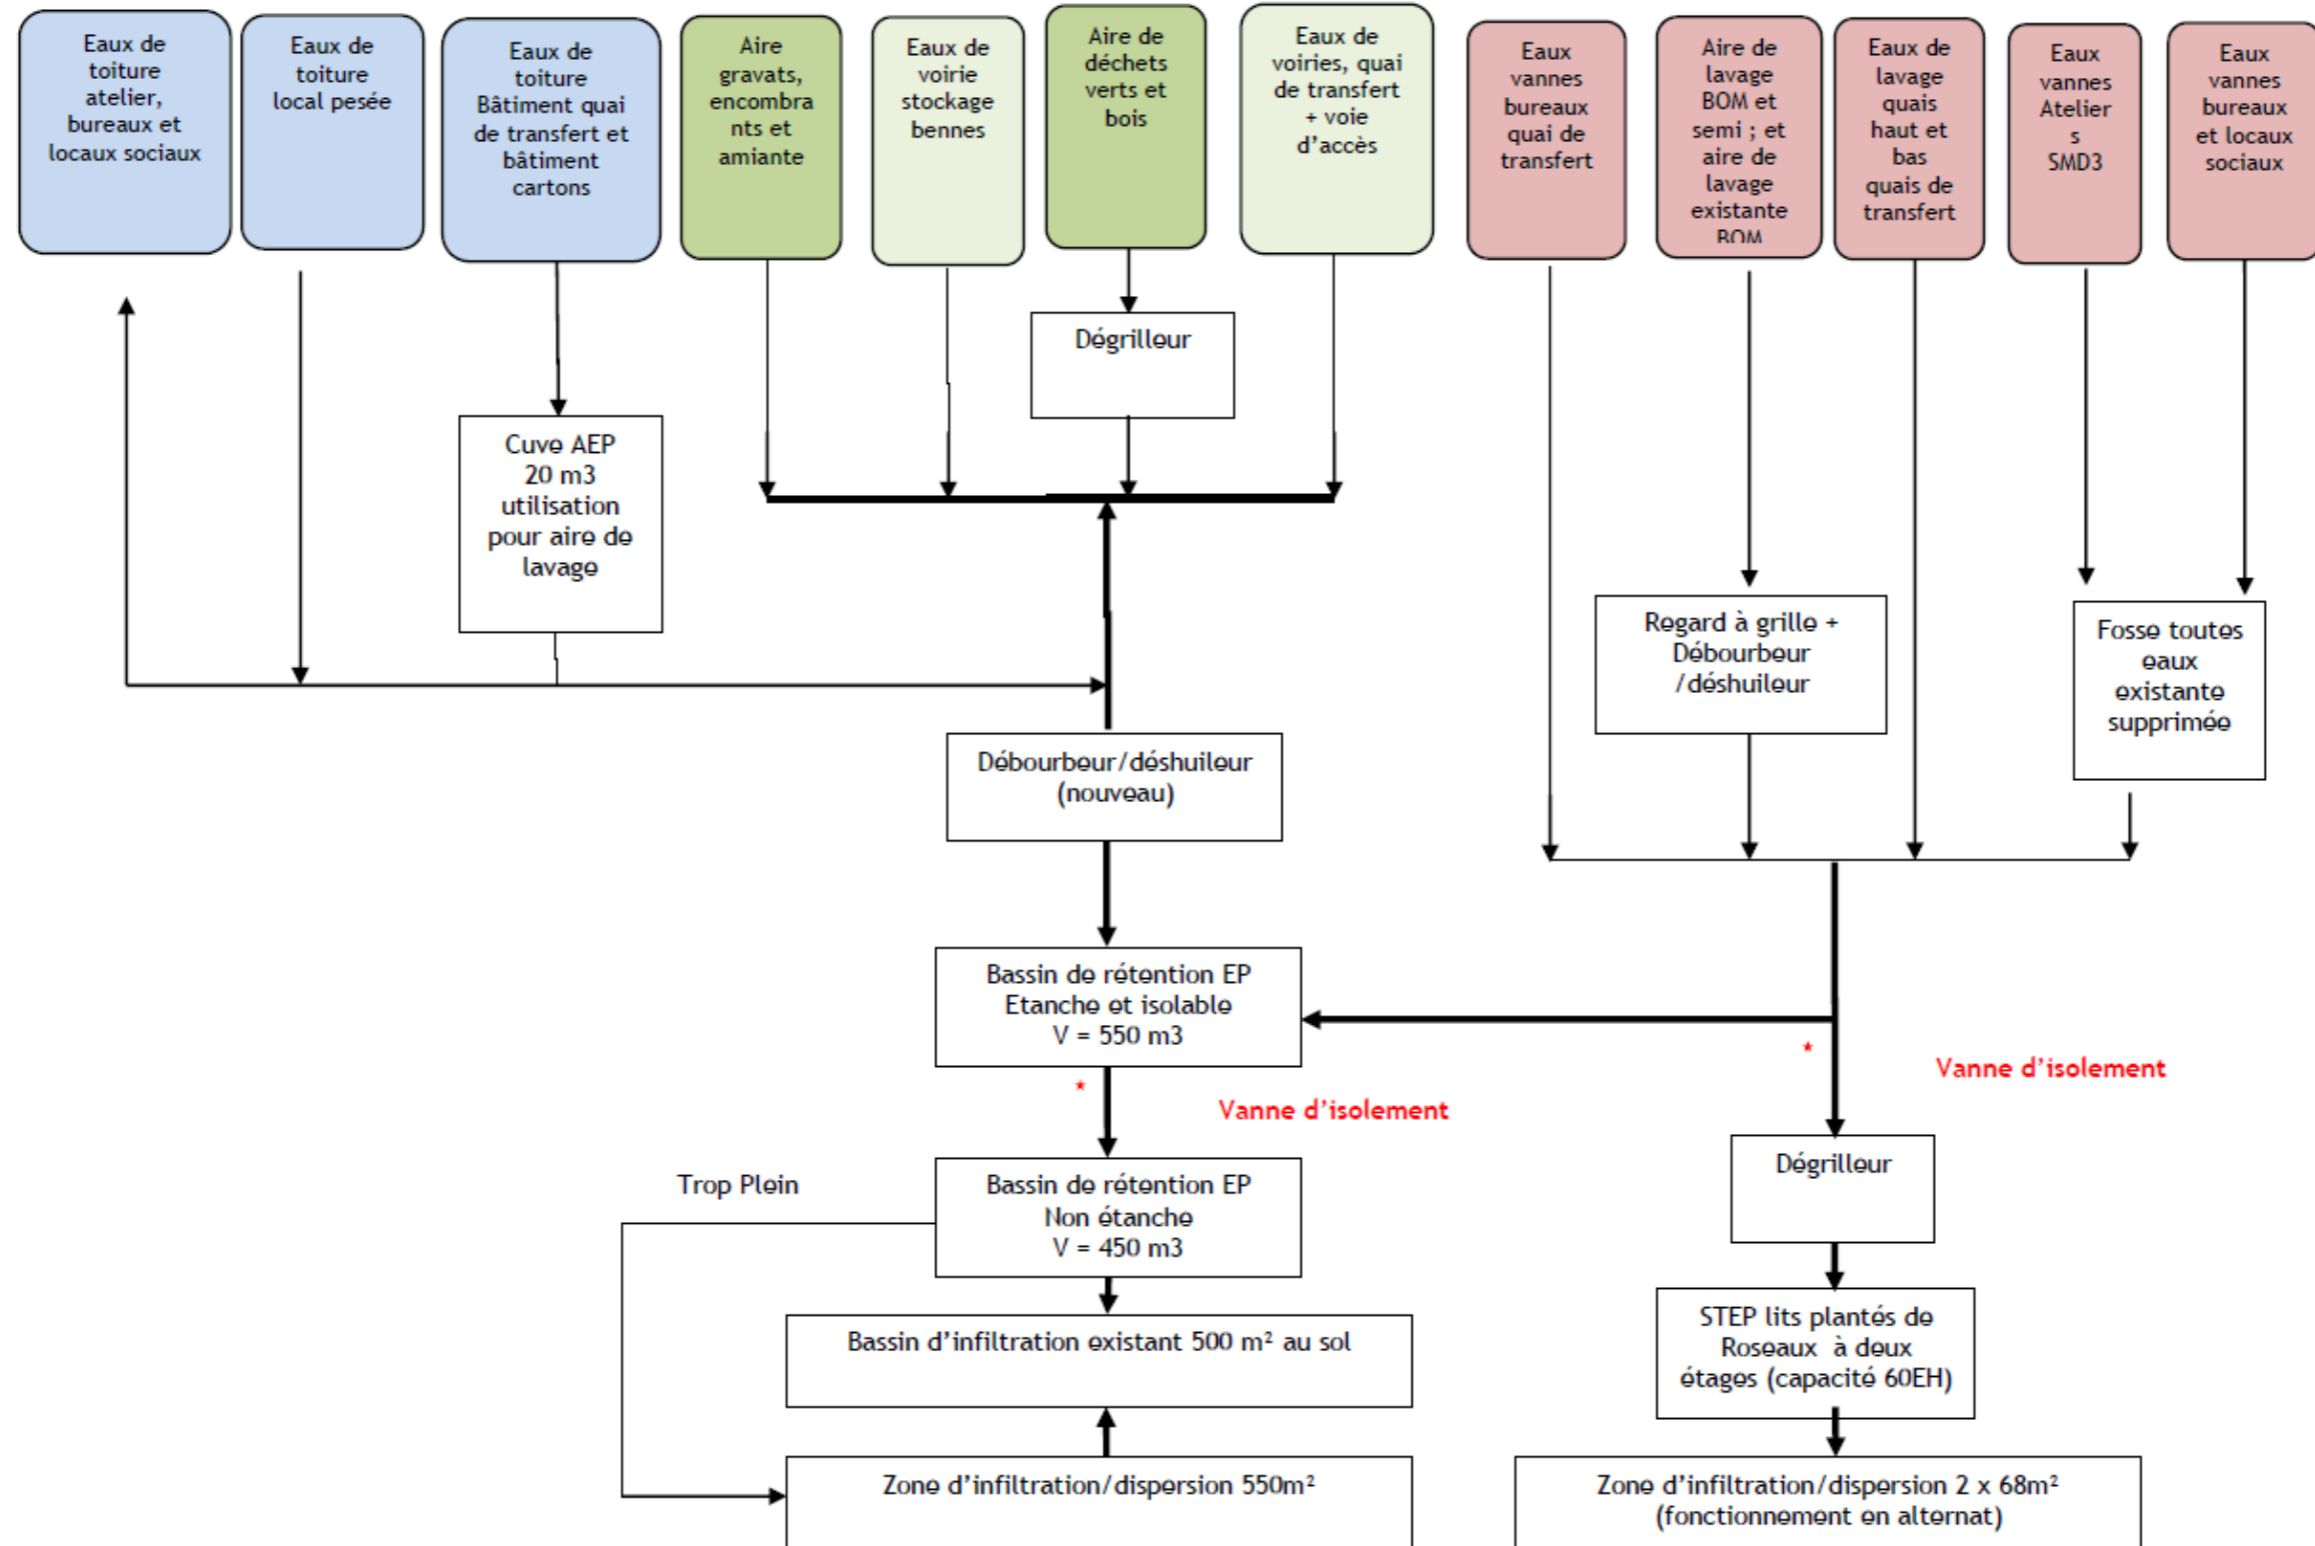 Eaux de
toiture
atelier,
bureaux et
locaux sociaux
Eaux de
toiture
local pesée
Eaux de
toiture
Bâtiment quai
de transfert et
bâtiment
cartons
Aire
gravats,
encombra
nts et
amiante
Eaux de
voirie
stockage
bennes
Aire de
déchets
verts et
bois
Eaux de
voiries, quai
de transfert
+ voie
d'accès
Eaux
vannes
bureaux
quai de
transfert
Aire de
lavage
BOM et
semi ; et
aire de
lavage
existante
BOM
Eaux de
lavage
quais
haut et
bas
quais de
transfert
Eaux
vannes
Atelier
s
SMD3
Eaux
vannes
bureaux
et locaux
sociaux
Dégrilleur
Cuve AEP
20 m3
utilisation
pour aire de
lavage
Regard à grille +
Débourbeur
/déshuileur
Fosse toutes
eaux
existante
supprimée
Débourbeur/déshuileur
(nouveau)
Bassin de rétention EP
Etanche et isolable
V = 550 m3
Vanne d'isolement
Vanne d'isolement
Trop Plein
Bassin de rétention EP
Non étanche
V = 450 m3
Dégrilleur
Bassin d'infiltration existant 500 m² au sol
STEP lits plantés de
Roseaux à deux
étages (capacité 60EH)
Zone d'infiltration/dispersion 550m²
Zone d'infiltration/dispersion 2 x 68m²
(fonctionnement en alternat)